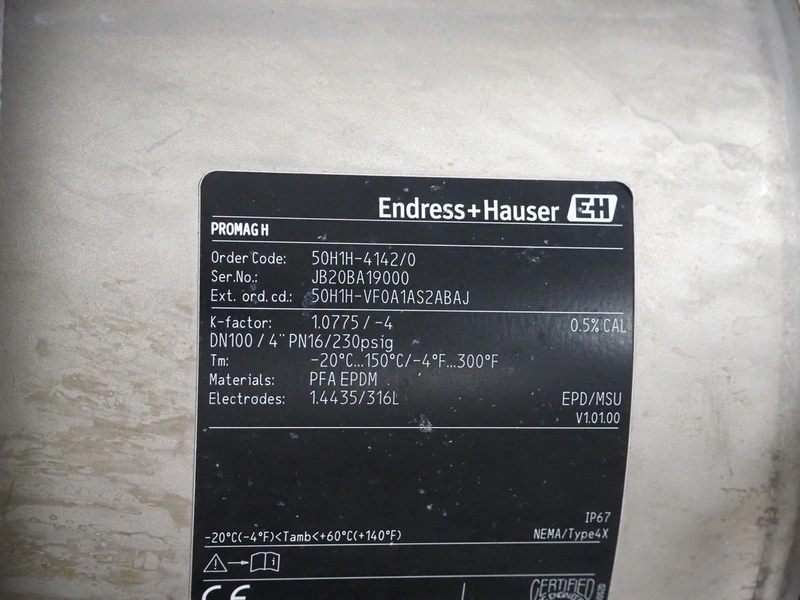 Endress+Hauser EH
PROMAG H
Order Code: 50H1H-4142/0
Ser.No.: JB20BA19000
Ext. ord.cd.: 50H1H-VF0A1AS2ABAJ
K-factor: 1.0775 / -4 0.5% CAL
DN100 / 4" PN16/230psig
Tm: -20°C...150°C/-4°F...300°F
Materials: PFA EPDM
Electrodes: 1.4435/316L EPD/MSU
V1.01.00
IP67
-20°C(-4°F)<Tamb<+60°C(+140°F) NEMA/Type4X
i
CE CERTIFIED